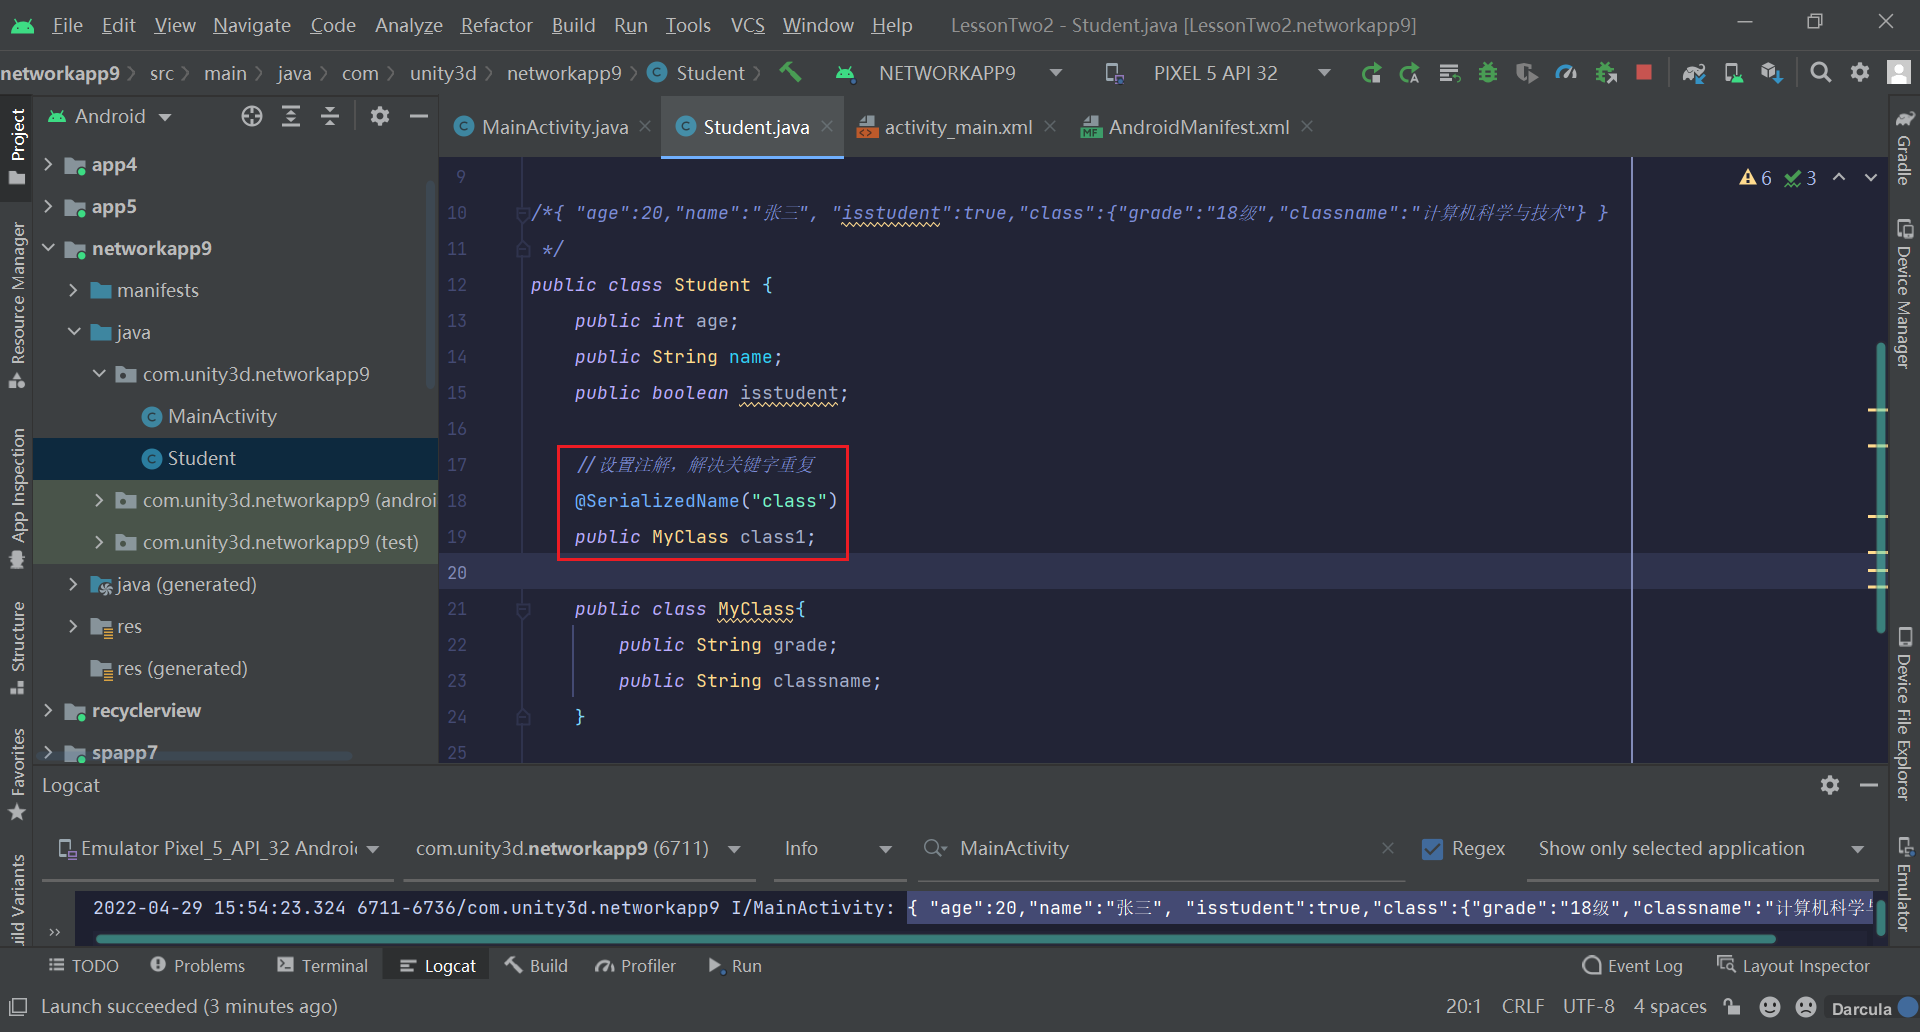 File Edit View Navigate Code Analyze Refactor Build Run Tools VCS Window Help LessonTwo2 - Student.java [LessonTwo2.networkapp9]
networkapp9 src main java com unity3d networkapp9 Student NETWORKAPP9 PIXEL 5 API 32
Android
MainActivity.java Student.java activity_main.xml AndroidManifest.xml
Project
Resource Manager
App Inspection
Structure
Favorites
uild Variants
app4
app5
networkapp9
manifests
java
com.unity3d.networkapp9
MainActivity
Student
com.unity3d.networkapp9 (androi
com.unity3d.networkapp9 (test)
java (generated)
res
res (generated)
recyclerview
spapp7
6 3
9
10 /*{ "age":20,"name":"张三", "isstudent":true,"class":{"grade":"18级","classname":"计算机科学与技术"} }
11 */
12 public class Student {
13 public int age;
14 public String name;
15 public boolean isstudent;
16
17 //设置注解，解决关键字重复
18 @SerializedName("class")
19 public MyClass class1;
20
21 public class MyClass{
22 public String grade;
23 public String classname;
24 }
25
Gradle
Device Manager
Device File Explorer
Emulator
Logcat
Emulator Pixel_5_API_32 Androi com.unity3d.networkapp9 (6711) Info MainActivity Regex Show only selected application
2022-04-29 15:54:23.324 6711-6736/com.unity3d.networkapp9 I/MainActivity: { "age":20,"name":"张三", "isstudent":true,"class":{"grade":"18级","classname":"计算机科学与
TODO Problems Terminal Logcat Build Profiler Run Event Log Layout Inspector
Launch succeeded (3 minutes ago) 20:1 CRLF UTF-8 4 spaces Darcula